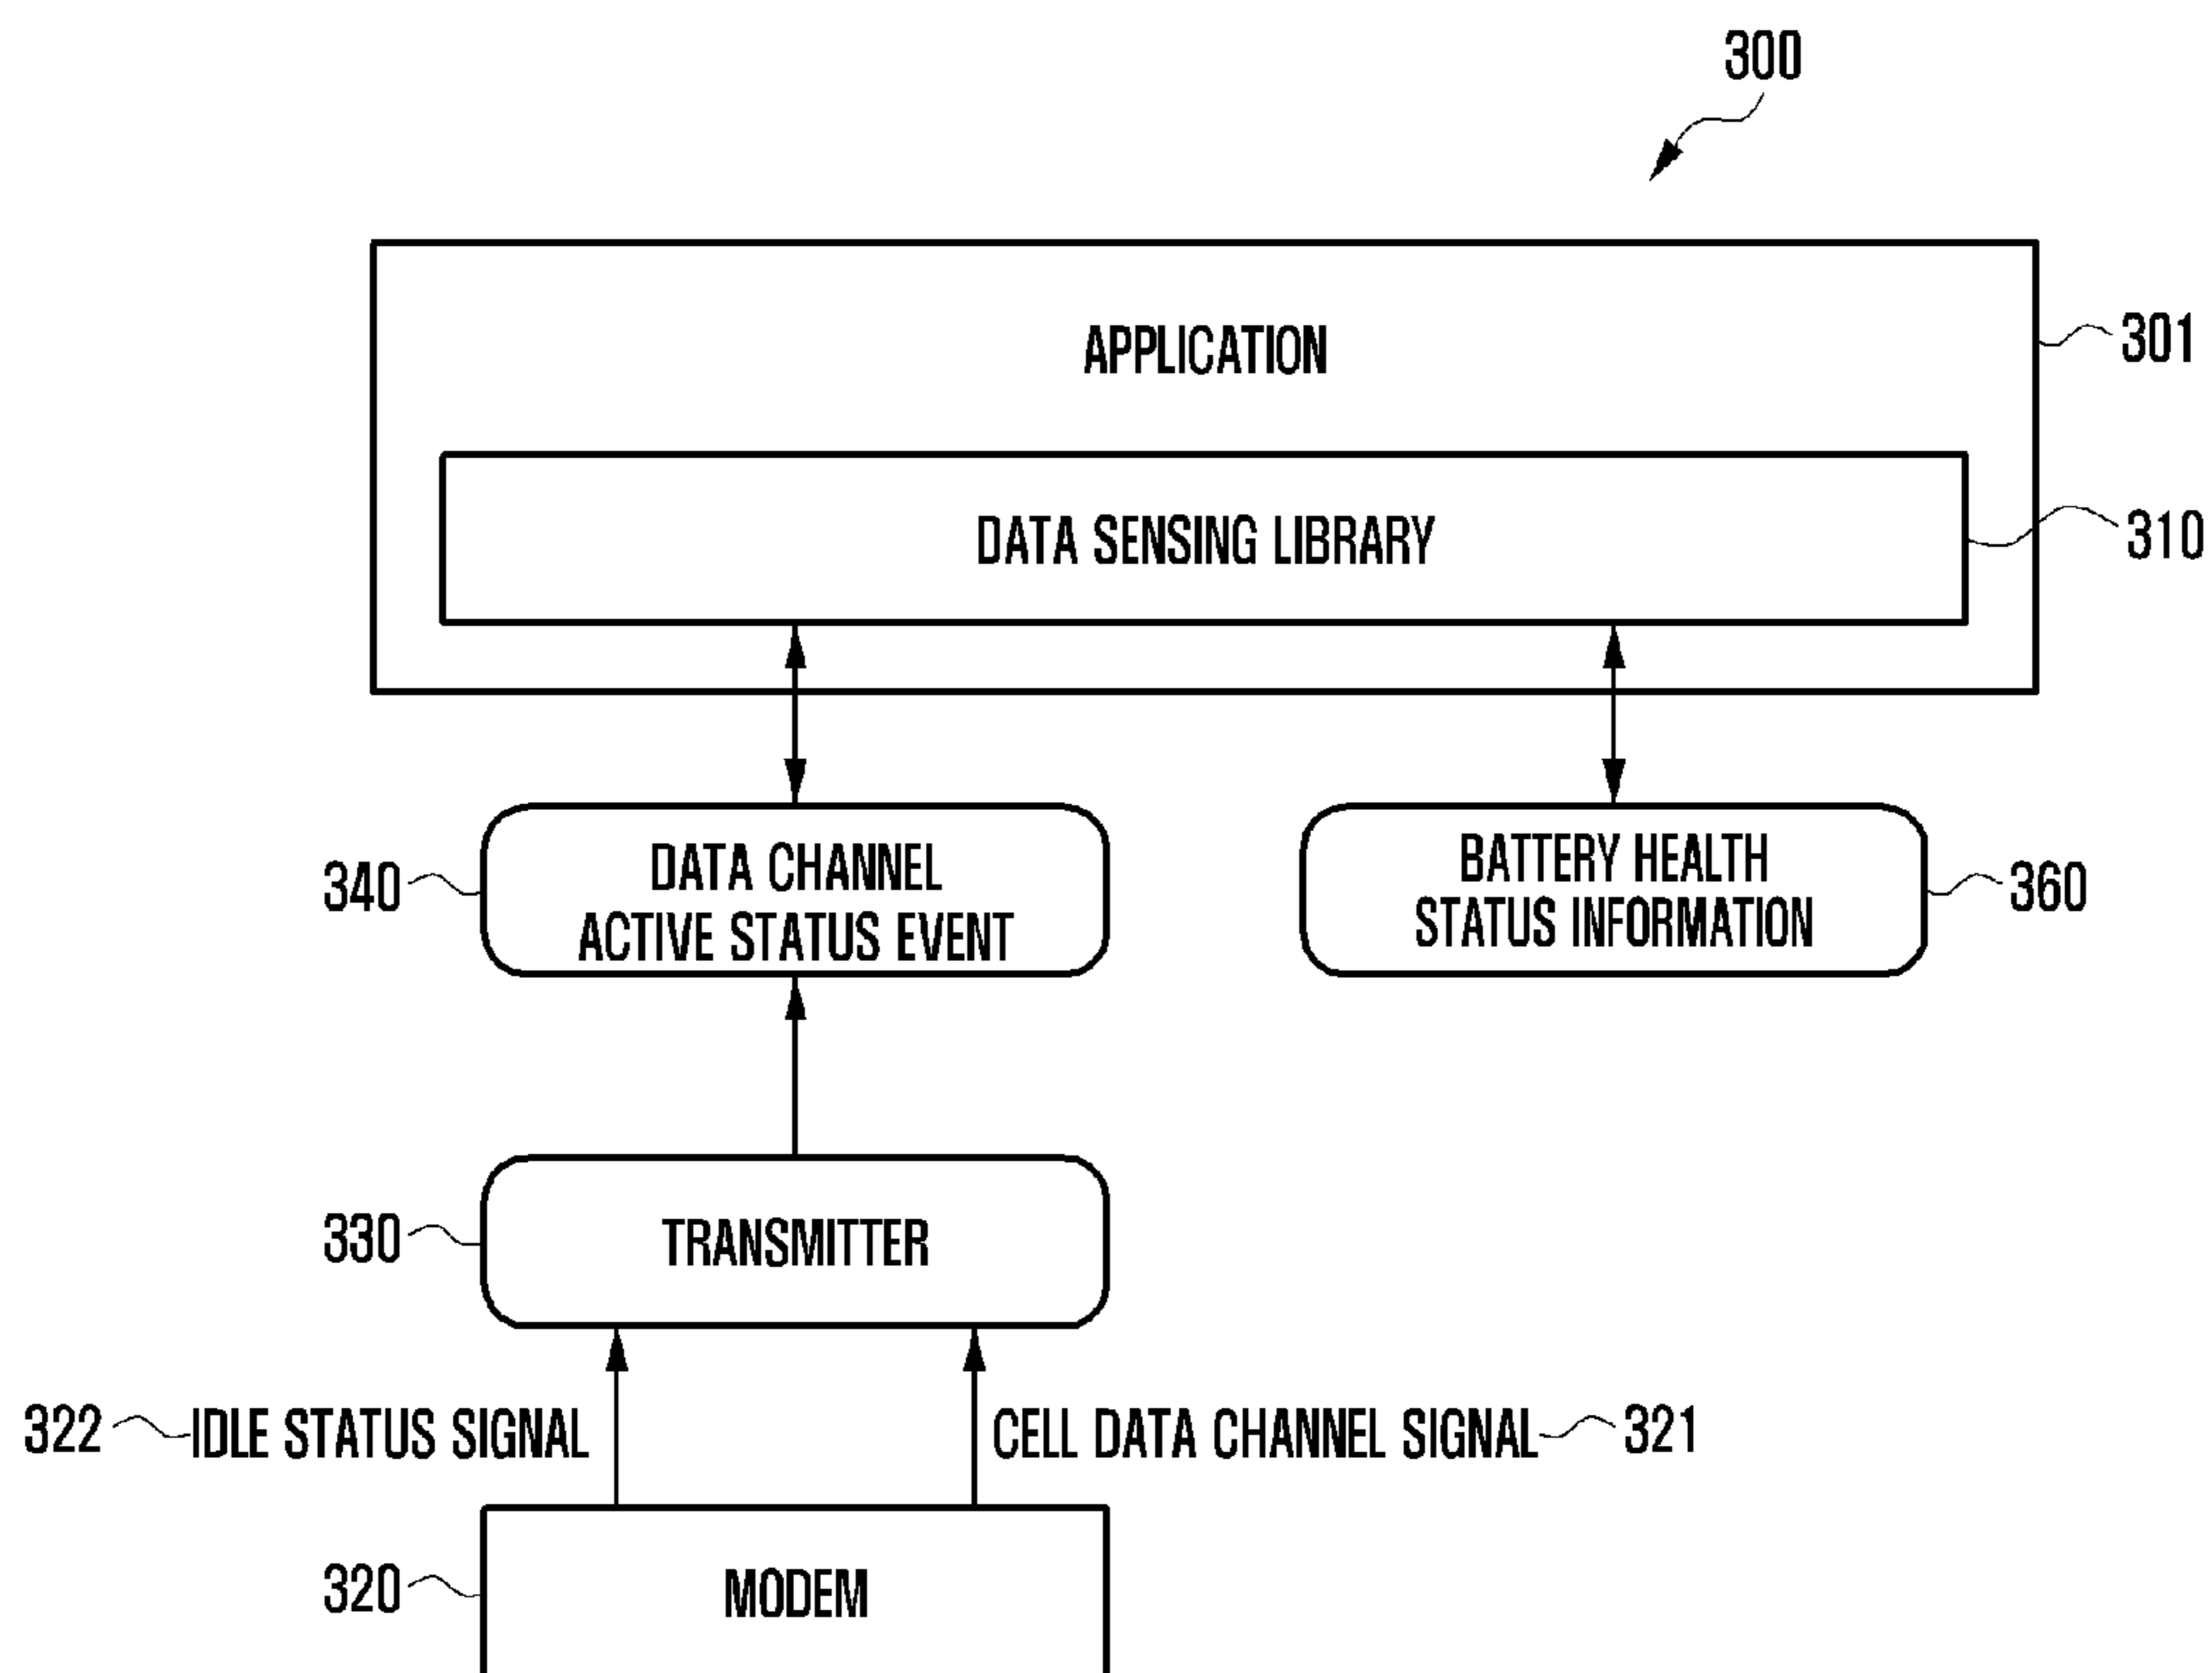 300
APPLICATION
301
DATA SENSING LIBRARY
310
340
DATA CHANNEL
ACTIVE STATUS EVENT
BATTERY HEALTH
STATUS INFORMATION
360
330
TRANSMITTER
322
IDLE STATUS SIGNAL
CELL DATA CHANNEL SIGNAL
321
320
MODEM